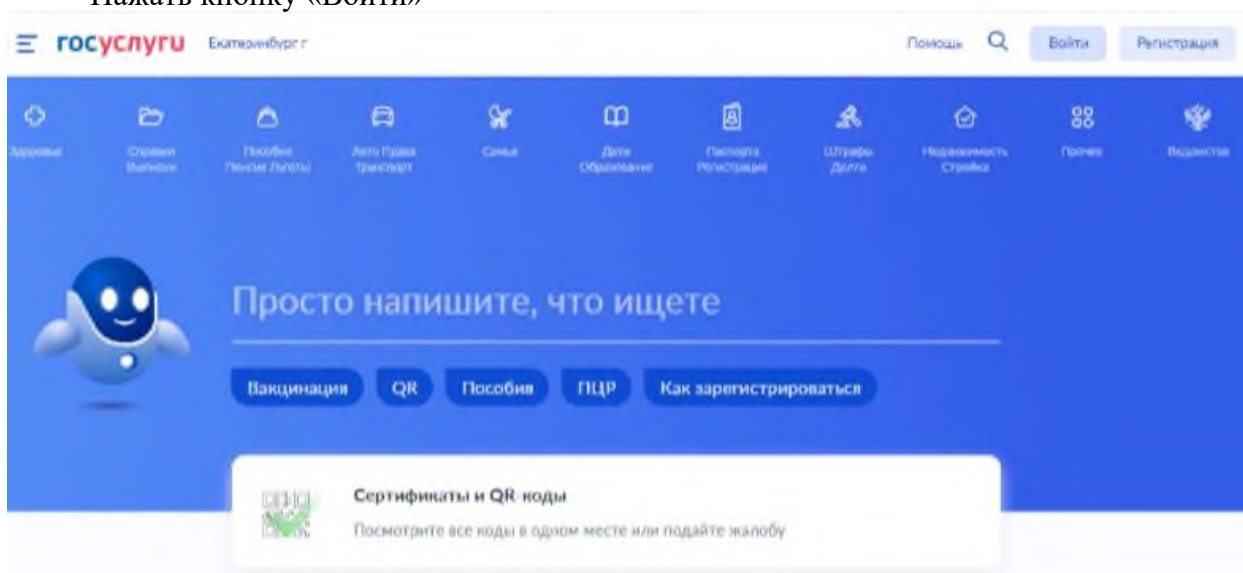 Нажать кнопку «Войти»
госуслуги Екатеринбург г Помощь Войти Регистрация
Здоровье Справки Пособия Авто Права Семья Дети Паспорта Штрафы Недвижимость Прочее Ведомства
Выписки Пенсия Льготы Транспорт Образование Регистрация Долги Стройка
Просто напишите, что ищете
Вакцинация QR Пособия ПЦР Как зарегистрироваться
Сертификаты и QR-коды
Посмотрите все коды в одном месте или подайте жалобу